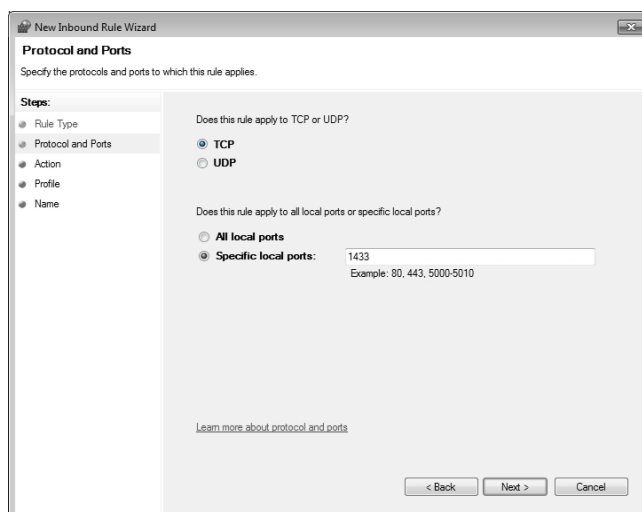 New Inbound Rule Wizard
Protocol and Ports
Specify the protocols and ports to which this rule applies.
Steps:
Rule Type
Protocol and Ports
Action
Profile
Name
Does this rule apply to TCP or UDP?
TCP
UDP
Does this rule apply to all local ports or specific local ports?
All local ports
Specific local ports: 1433
Example: 80, 443, 5000-5010
Learn more about protocol and ports
< Back Next > Cancel